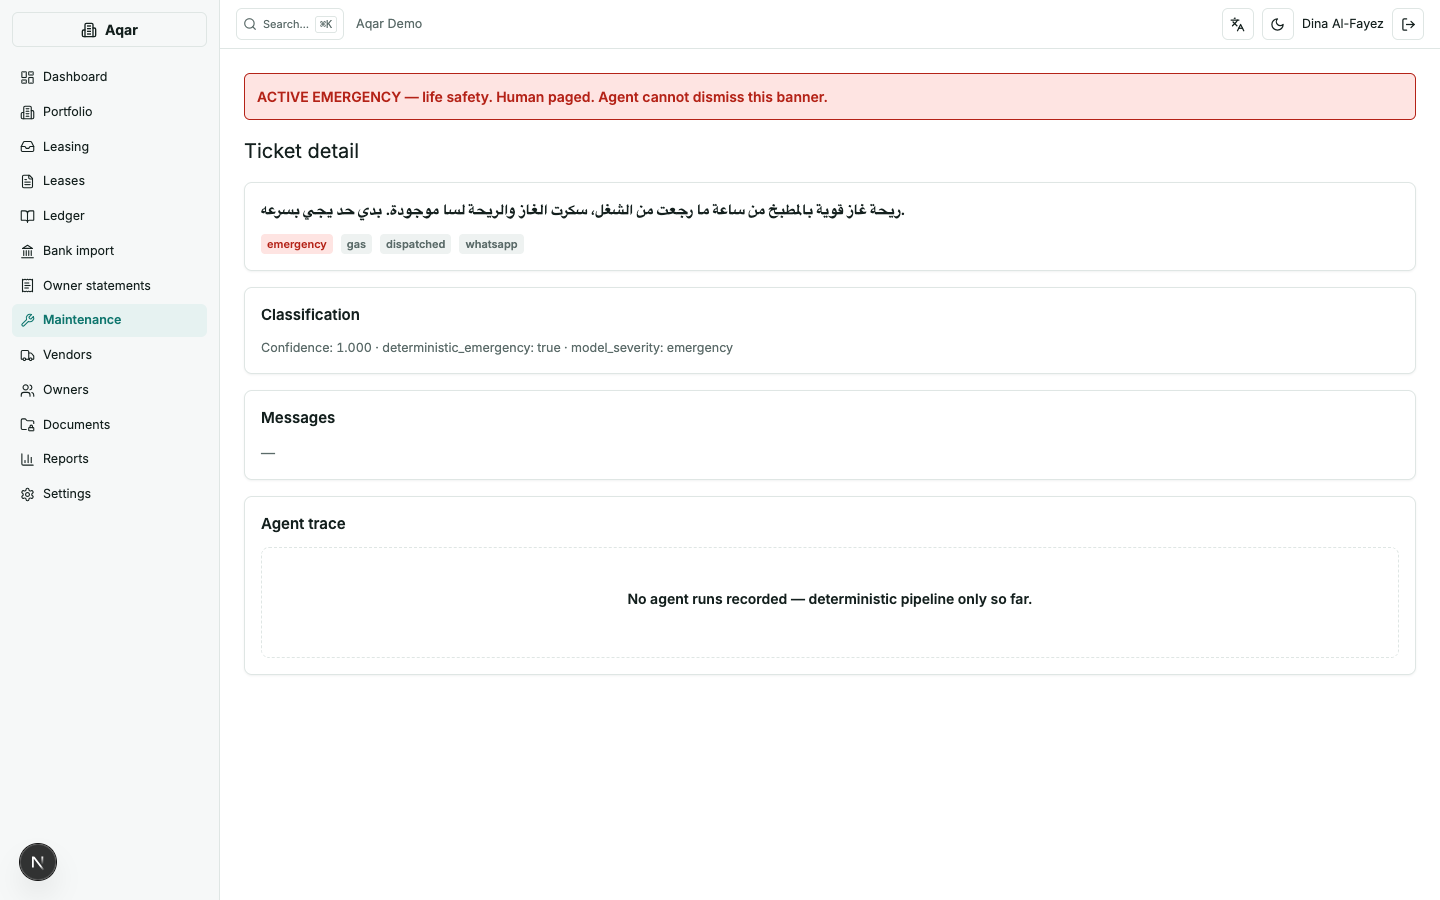 Aqar
Dashboard
Portfolio
Leasing
Leases
Ledger
Bank import
Owner statements
Maintenance
Vendors
Owners
Documents
Reports
Settings
Search... ⌘K
Aqar Demo
Dina Al-Fayez
ACTIVE EMERGENCY — life safety. Human paged. Agent cannot dismiss this banner.
Ticket detail
ريحة غاز قوية بالمطبخ من ساعة ما رجعت من الشغل، سكرت الغاز والريحة لسا موجودة. بدي حد يجي بسرعه.
emergency gas dispatched whatsapp
Classification
Confidence: 1.000 · deterministic_emergency: true · model_severity: emergency
Messages
—
Agent trace
No agent runs recorded — deterministic pipeline only so far.
N